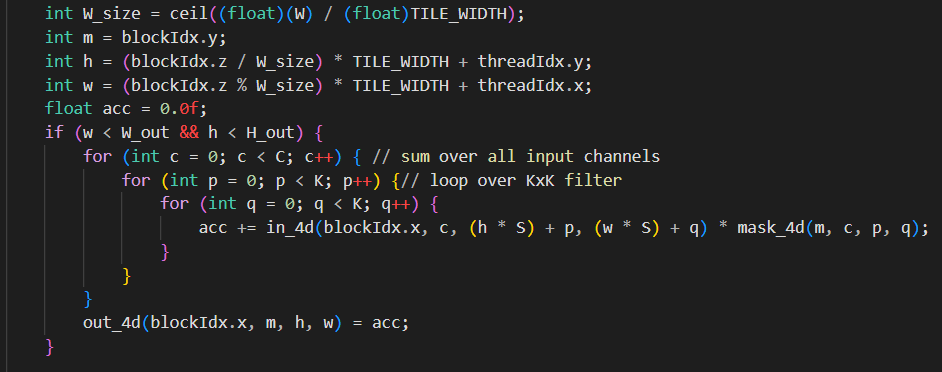 int W_size = ceil((float)(W) / (float)TILE_WIDTH);
int m = blockIdx.y;
int h = (blockIdx.z / W_size) * TILE_WIDTH + threadIdx.y;
int w = (blockIdx.z % W_size) * TILE_WIDTH + threadIdx.x;
float acc = 0.0f;
if (w < W_out && h < H_out) {
    for (int c = 0; c < C; c++) { // sum over all input channels
        for (int p = 0; p < K; p++) {// loop over KxK filter
            for (int q = 0; q < K; q++) {
                acc += in_4d(blockIdx.x, c, (h * S) + p, (w * S) + q) * mask_4d(m, c, p, q);
            }
        }
    }
    out_4d(blockIdx.x, m, h, w) = acc;
}